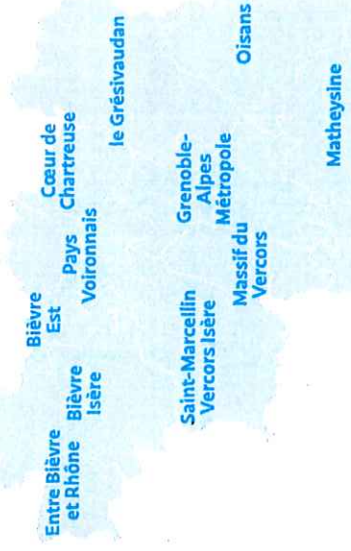 Bièvre
Est
Cœur de
Chartreuse
Entre Bièvre
et Rhône
Bièvre
Isère
Pays
Voironnais
le Grésivaudan
Saint-Marcellin
Vercors Isère
Grenoble-
Alpes
Métropole
Massif du
Vercors
Oisans
Matheysine